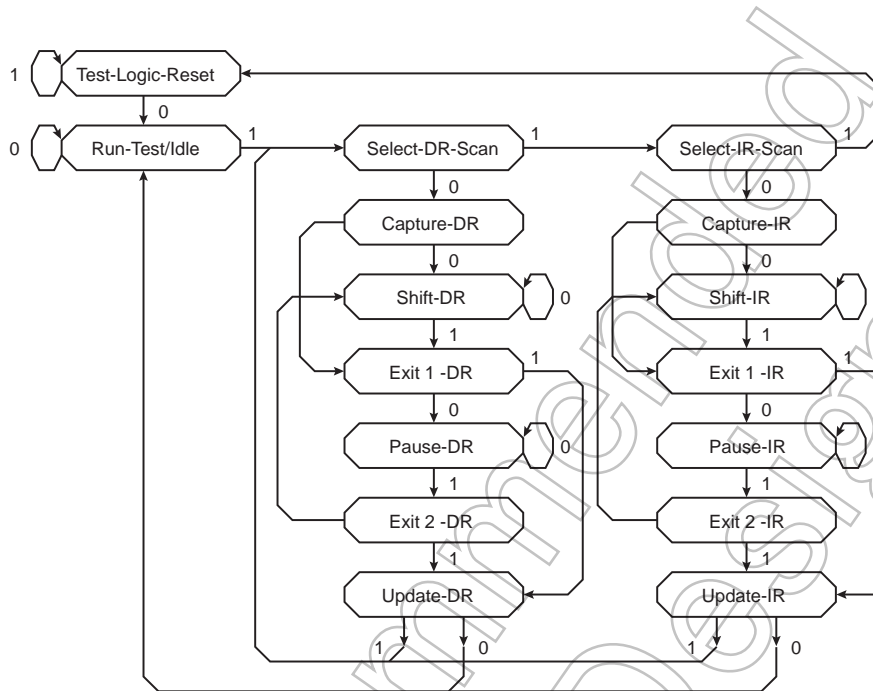 1
Test-Logic-Reset
0
0
Run-Test/Idle
1
Select-DR-Scan
1
Select-IR-Scan
1
0
0
Capture-DR
Capture-IR
0
0
Shift-DR
0
Shift-IR
1
1
Exit 1 -DR
1
Exit 1 -IR
1
0
0
Pause-DR
0
Pause-IR
1
1
Exit 2 -DR
Exit 2 -IR
1
1
Update-DR
Update-IR
1
0
1
0